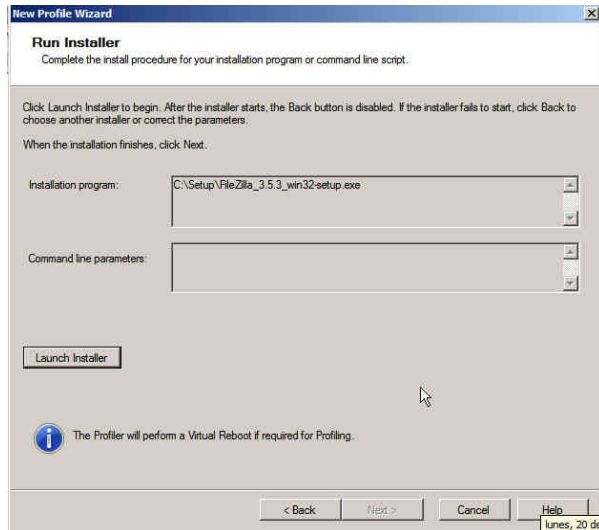 New Profile Wizard
Run Installer
Complete the install procedure for your installation program or command line script.
Click Launch Installer to begin. After the installer starts, the Back button is disabled. If the installer fails to start, click Back to
choose another installer or correct the parameters.
When the installation finishes, click Next.
Installation program:
C:\Setup\FileZilla_3.5.3_win32-setup.exe
Command line parameters:
Launch Installer
The Profiler will perform a Virtual Reboot if required for Profiling.
< Back
Next >
Cancel
Help
lunes, 20 de